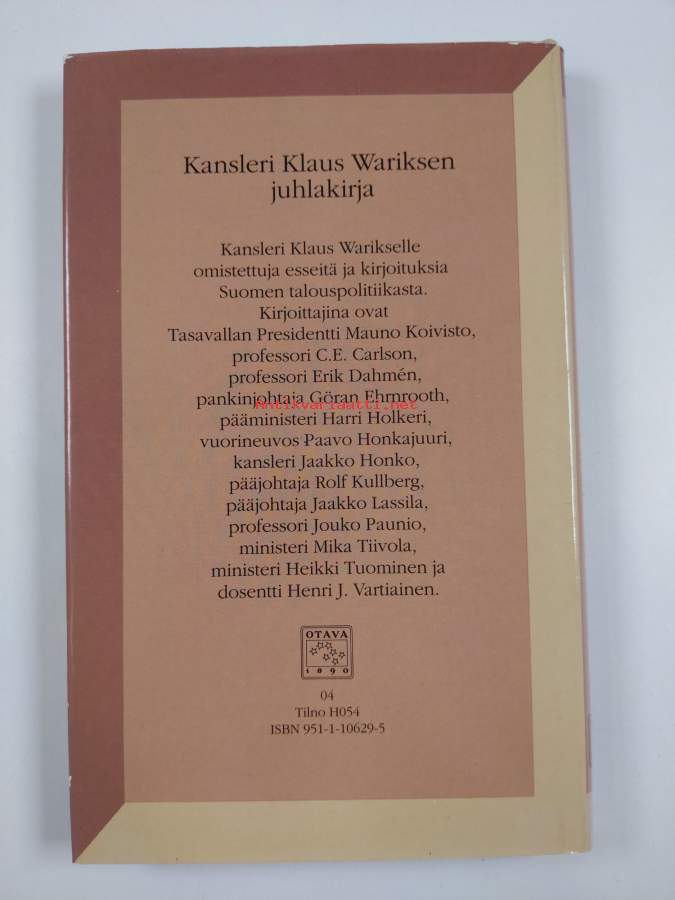 Kansleri Klaus Wariksen
juhlakirja
Kansleri Klaus Warikselle
omistettuja esseitä ja kirjoituksia
Suomen talouspolitiikasta.
Kirjoittajina ovat
Tasavallan Presidentti Mauno Koivisto,
professori C.E. Carlson,
professori Erik Dahmén,
pankinjohtaja Göran Ehrnrooth,
Antikvariaatti.net
pääministeri Harri Holkeri,
vuorineuvos Paavo Honkajuuri,
kansleri Jaakko Honko,
pääjohtaja Rolf Kullberg,
pääjohtaja Jaakko Lassila,
professori Jouko Paunio,
ministeri Mika Tiivola,
ministeri Heikki Tuominen ja
dosentti Henri J. Vartiainen.
OTAVA
1890
04
Tilno H054
ISBN 951-1-10629-5